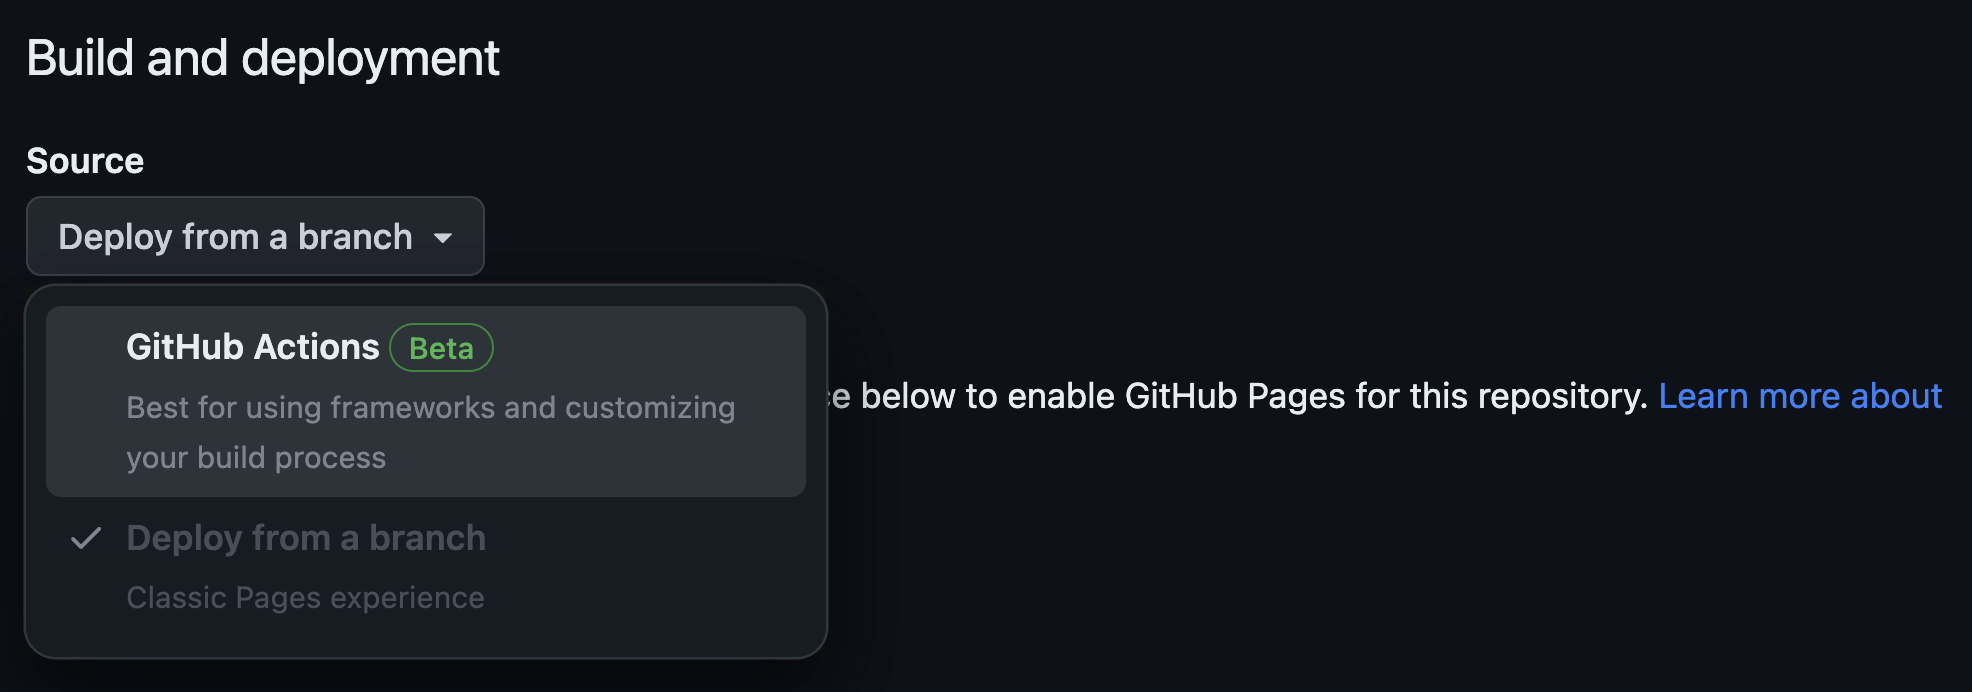 Build and deployment
Source
Deploy from a branch
GitHub Actions Beta
Best for using frameworks and customizing
your build process
below to enable GitHub Pages for this repository. Learn more about
Deploy from a branch
Classic Pages experience